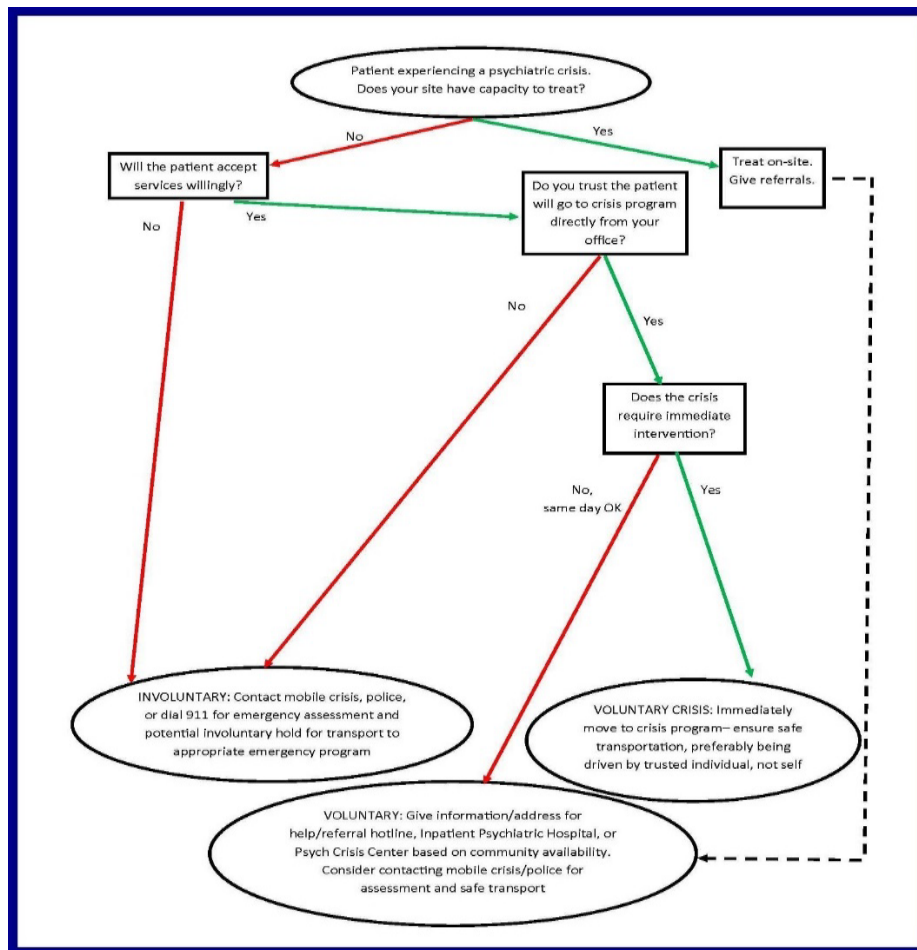 Patient experiencing a psychiatric crisis.
Does your site have capacity to treat?
No
Yes
Will the patient accept
services willingly?
Treat on-site.
Give referrals.
Do you trust the patient
will go to crisis program
directly from your
office?
No
Yes
No
Yes
Does the crisis
require immediate
intervention?
No,
same day OK
Yes
INVOLUNTARY: Contact mobile crisis, police,
or dial 911 for emergency assessment and
potential involuntary hold for transport to
appropriate emergency program
VOLUNTARY CRISIS: Immediately
move to crisis program– ensure safe
transportation, preferably being
driven by trusted individual, not self
VOLUNTARY: Give information/address for
help/referral hotline, Inpatient Psychiatric Hospital, or
Psych Crisis Center based on community availability.
Consider contacting mobile crisis/police for
assessment and safe transport